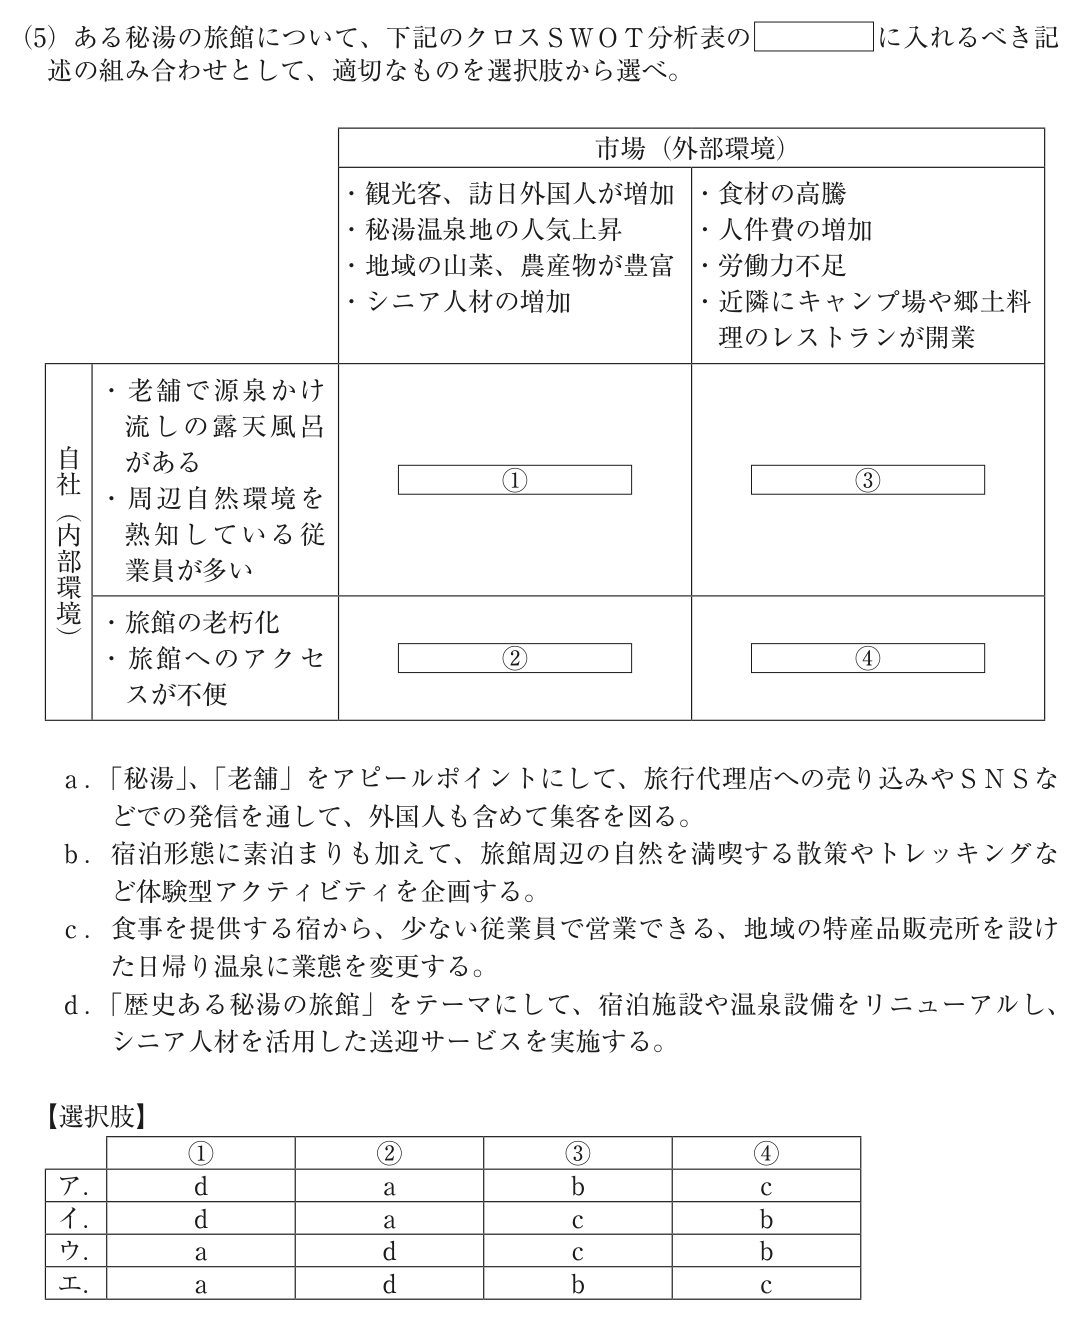 (5) ある秘湯の旅館について、下記のクロスＳＷＯＴ分析表の　　　　　に入れるべき記
述の組み合わせとして、適切なものを選択肢から選べ。
市場（外部環境）
・観光客、訪日外国人が増加
・秘湯温泉地の人気上昇
・地域の山菜、農産物が豊富
・シニア人材の増加
・食材の高騰
・人件費の増加
・労働力不足
・近隣にキャンプ場や郷土料
理のレストランが開業
自社（内部環境）
・老舗で源泉かけ
流しの露天風呂
がある
・周辺自然環境を
熟知している従
業員が多い
①
③
・旅館の老朽化
・旅館へのアクセ
スが不便
②
④
a．「秘湯」、「老舗」をアピールポイントにして、旅行代理店への売り込みやＳＮＳな
どでの発信を通して、外国人も含めて集客を図る。
b．宿泊形態に素泊まりも加えて、旅館周辺の自然を満喫する散策やトレッキングな
ど体験型アクティビティを企画する。
c．食事を提供する宿から、少ない従業員で営業できる、地域の特産品販売所を設け
た日帰り温泉に業態を変更する。
d．「歴史ある秘湯の旅館」をテーマにして、宿泊施設や温泉設備をリニューアルし、
シニア人材を活用した送迎サービスを実施する。
【選択肢】
① ② ③ ④
ア． d a b c
イ． d a c b
ウ． a d c b
エ． a d b c